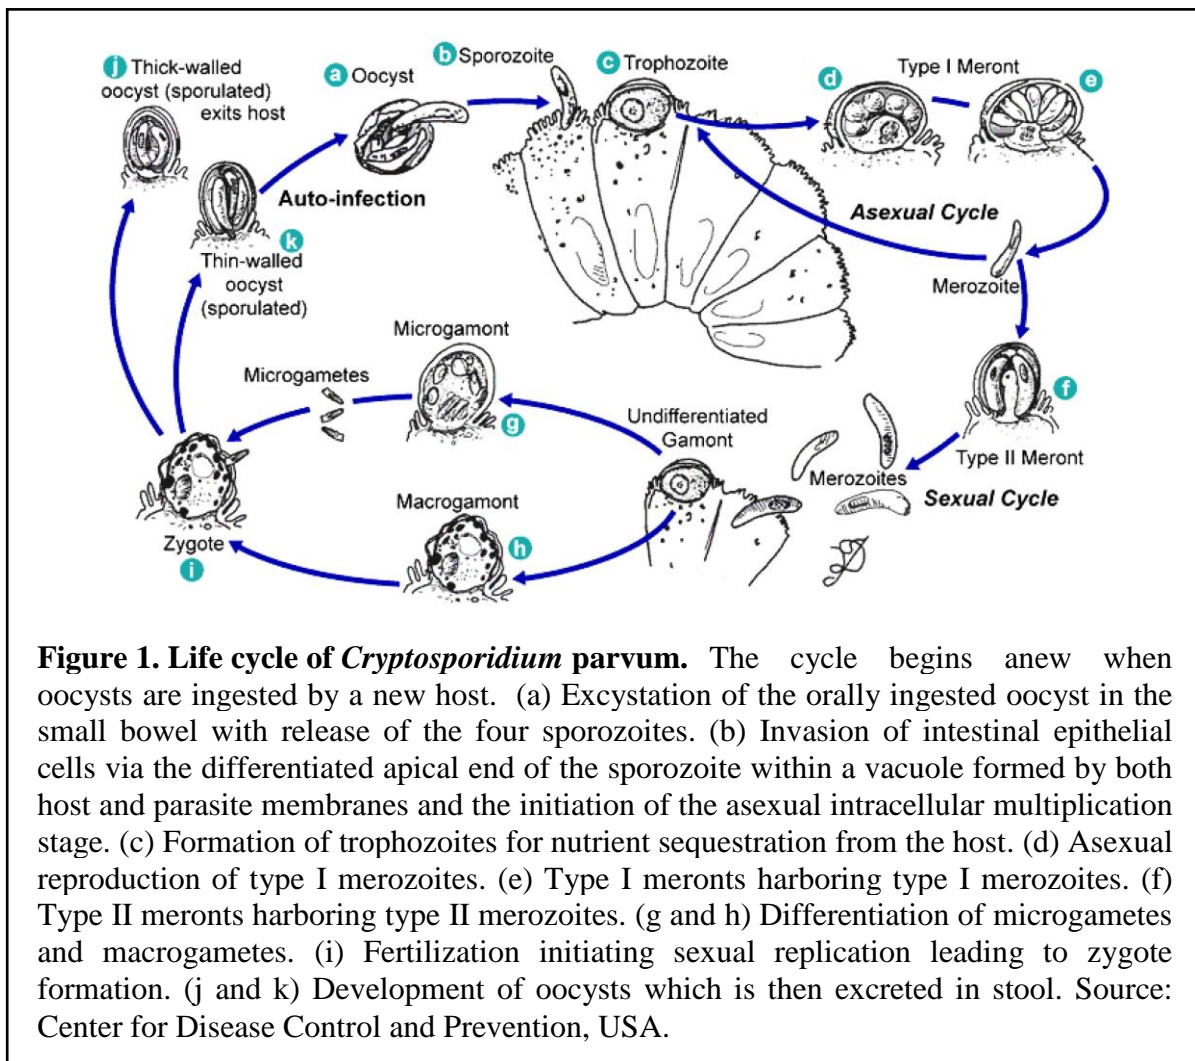 j Thick-walled
oocyst (sporulated)
exits host
a Oocyst
b Sporozoite
c Trophozoite
d
Type I Meront
e
Auto-infection
k
Thin-walled
oocyst
(sporulated)
Asexual Cycle
Merozoite
Microgamont
Microgametes
g
Undifferentiated
Gamont
f
Type II Meront
Merozoites
Sexual Cycle
Macrogamont
h
Zygote
i
Figure 1. Life cycle of Cryptosporidium parvum. The cycle begins anew when
oocysts are ingested by a new host. (a) Excystation of the orally ingested oocyst in the
small bowel with release of the four sporozoites. (b) Invasion of intestinal epithelial
cells via the differentiated apical end of the sporozoite within a vacuole formed by both
host and parasite membranes and the initiation of the asexual intracellular multiplication
stage. (c) Formation of trophozoites for nutrient sequestration from the host. (d) Asexual
reproduction of type I merozoites. (e) Type I meronts harboring type I merozoites. (f)
Type II meronts harboring type II merozoites. (g and h) Differentiation of microgametes
and macrogametes. (i) Fertilization initiating sexual replication leading to zygote
formation. (j and k) Development of oocysts which is then excreted in stool. Source:
Center for Disease Control and Prevention, USA.